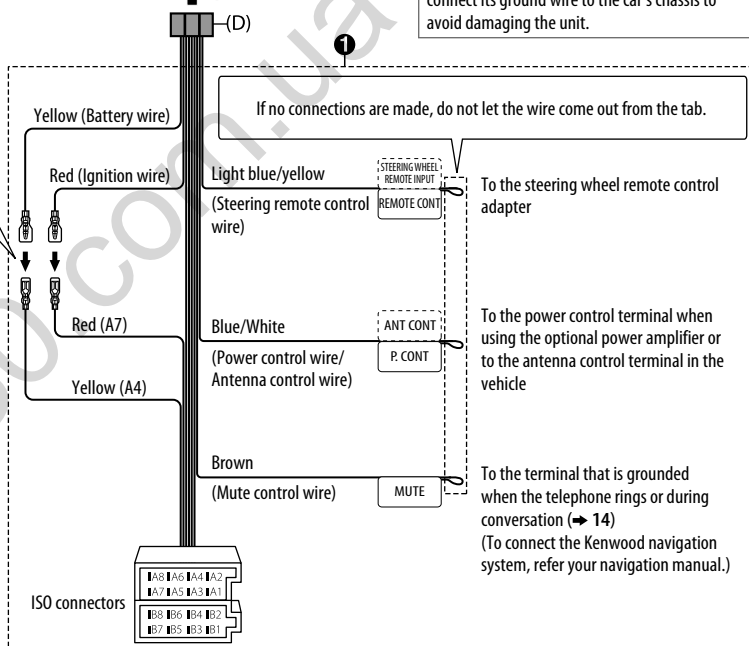 connect its ground wire to the car's chassis to
avoid damaging the unit.
(D)
1
Yellow (Battery wire)
If no connections are made, do not let the wire come out from the tab.
Red (Ignition wire)
Light blue/yellow
(Steering remote control
wire)
STEERING WHEEL
REMOTE INPUT
REMOTE CONT
To the steering wheel remote control
adapter
Red (A7)
Yellow (A4)
Blue/White
(Power control wire/
Antenna control wire)
ANT CONT
P. CONT
To the power control terminal when
using the optional power amplifier or
to the antenna control terminal in the
vehicle
Brown
(Mute control wire)
MUTE
To the terminal that is grounded
when the telephone rings or during
conversation (➜ 14)
(To connect the Kenwood navigation
system, refer your navigation manual.)
ISO connectors
A8 A6 A4 A2
A7 A5 A3 A1
B8 B6 B4 B2
B7 B5 B3 B1
.com.ua